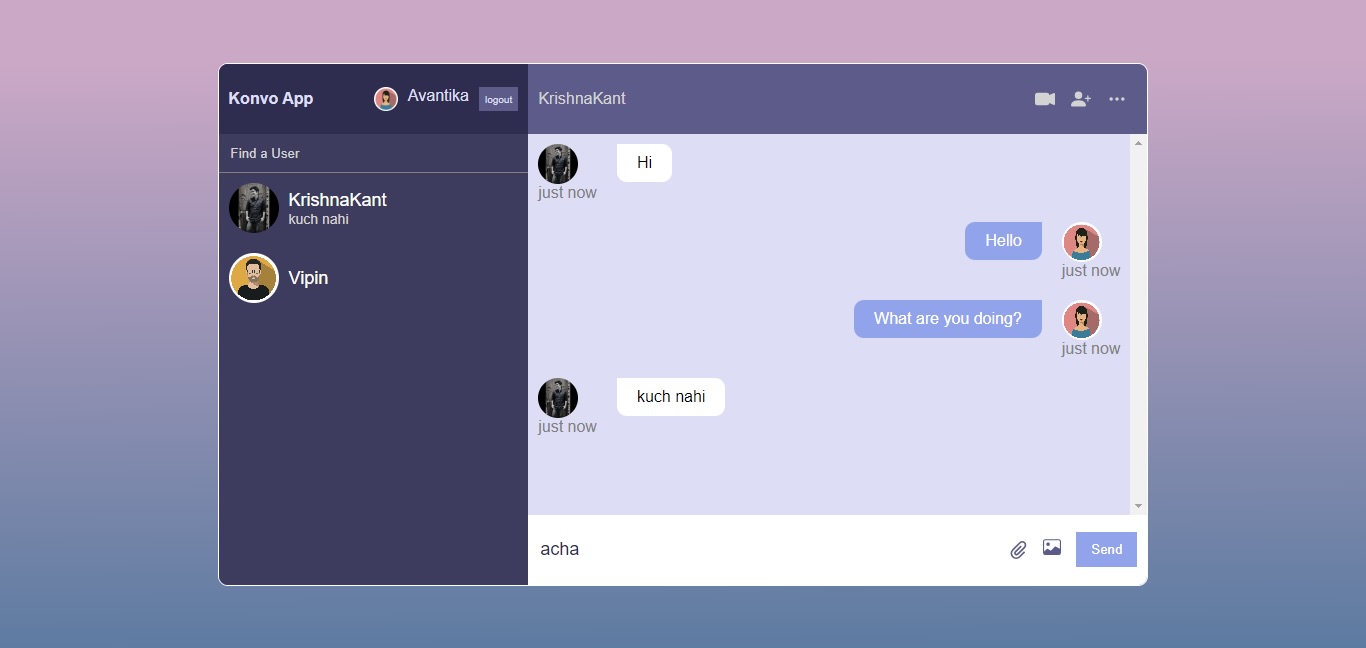 Konvo App
Avantika
logout
Find a User
KrishnaKant
kuch nahi
Vipin
KrishnaKant
Hi
just now
Hello
just now
What are you doing?
just now
kuch nahi
just now
acha
Send